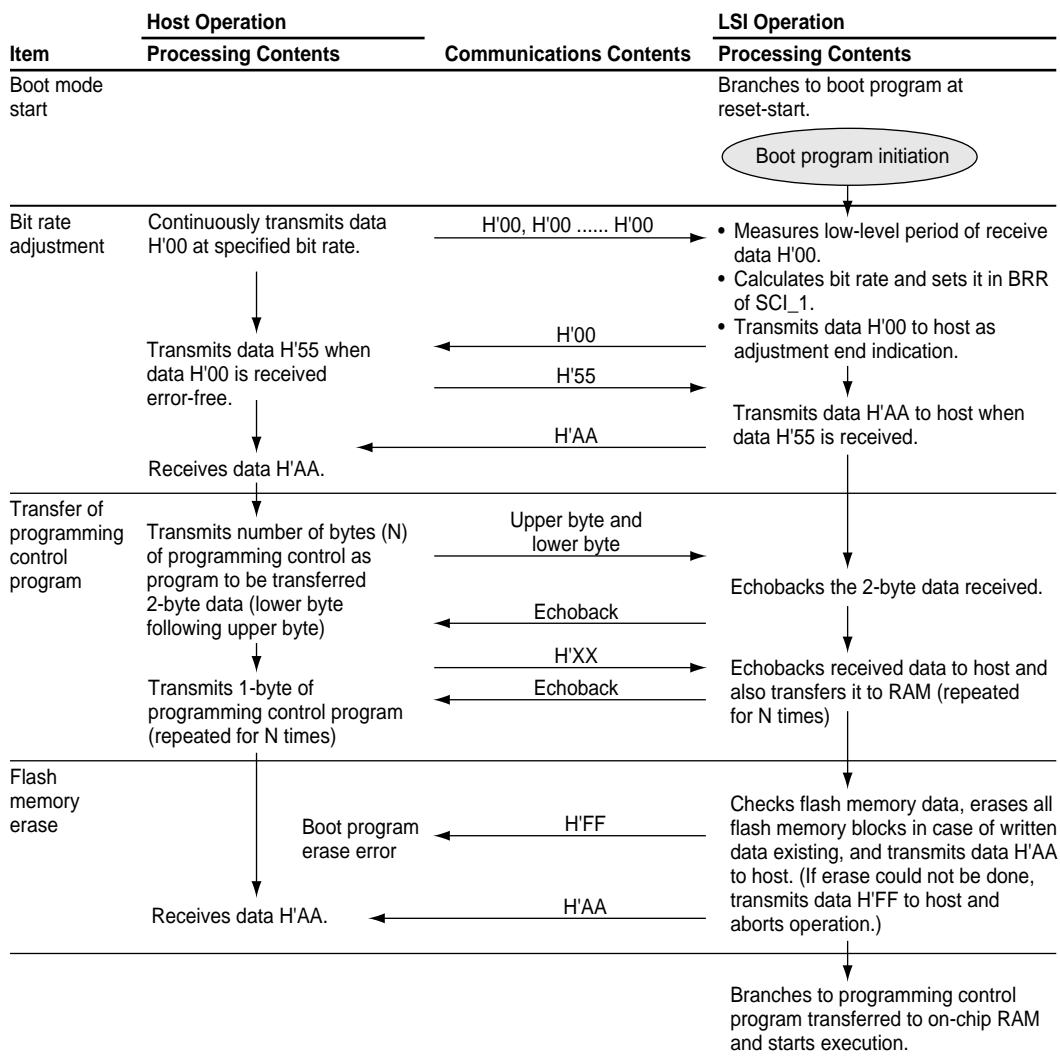 Host Operation
LSI Operation
Item
Processing Contents
Communications Contents
Processing Contents
Boot mode
start
Branches to boot program at
reset-start.
Boot program initiation
Bit rate
adjustment
Continuously transmits data
H'00 at specified bit rate.
H'00, H'00 ...... H'00
• Measures low-level period of receive
data H'00.
• Calculates bit rate and sets it in BRR
of SCI_1.
• Transmits data H'00 to host as
adjustment end indication.
H'00
Transmits data H'55 when
data H'00 is received
error-free.
H'55
Transmits data H'AA to host when
data H'55 is received.
H'AA
Receives data H'AA.
Transfer of
programming
control
program
Transmits number of bytes (N)
of programming control as
program to be transferred
2-byte data (lower byte
following upper byte)
Upper byte and
lower byte
Echobacks the 2-byte data received.
Echoback
H'XX
Transmits 1-byte of
programming control program
(repeated for N times)
Echoback
Echobacks received data to host and
also transfers it to RAM (repeated
for N times)
Flash
memory
erase
Boot program
erase error
H'FF
Checks flash memory data, erases all
flash memory blocks in case of written
data existing, and transmits data H'AA
to host. (If erase could not be done,
transmits data H'FF to host and
aborts operation.)
Receives data H'AA.
H'AA
Branches to programming control
program transferred to on-chip RAM
and starts execution.